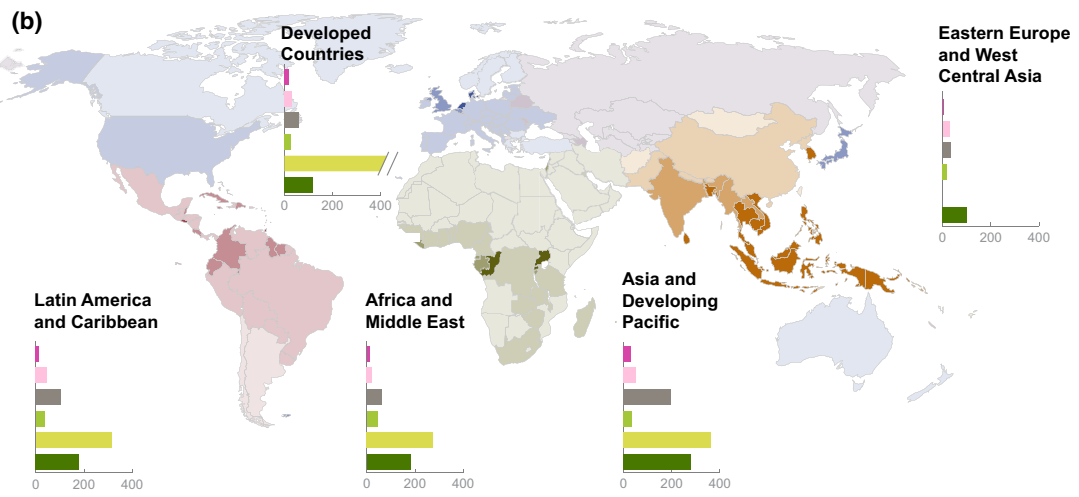 (b)
Developed
Countries
0 200 400
Eastern Europe
and West
Central Asia
0 200 400
Latin America
and Caribbean
0 200 400
Africa and
Middle East
0 200 400
Asia and
Developing
Pacific
0 200 400